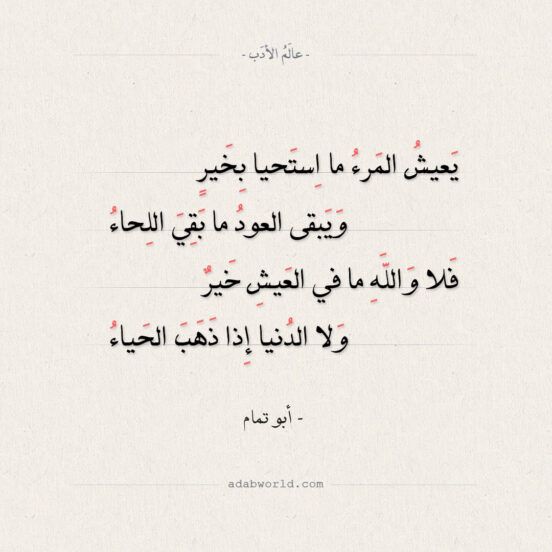 - عالَمُ الأدَب -
يَعيشُ المَرءُ ما اِستَحيا بِخَيرٍ
وَيَبقى العودُ ما بَقِيَ اللِحاءُ
فَلا وَاللَهِ ما في العَيشِ خَيرٌ
وَلا الدُنيا إِذا ذَهَبَ الحَياءُ
- أبو تمام
adabworld.com